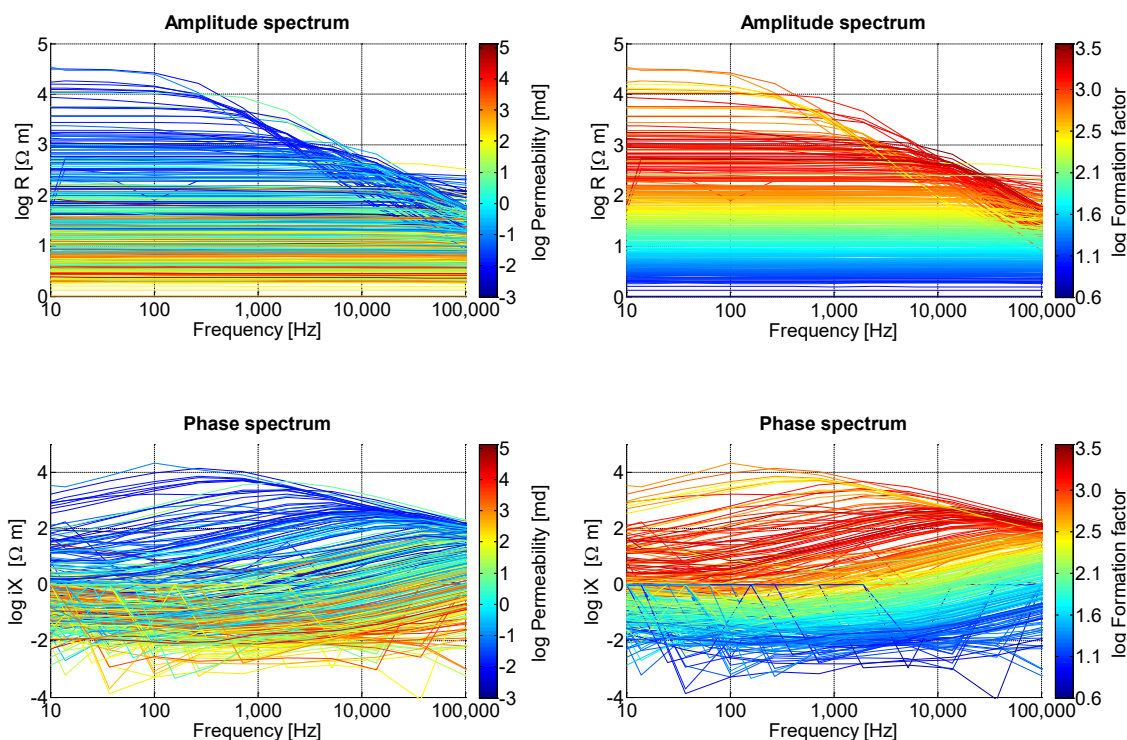 Amplitude spectrum
5
4
3
2
1
0
log R [Ω m]
10 100 1,000 10,000 100,000
Frequency [Hz]
5
4
3
2
1
0
-1
-2
-3
log Permeability [md]
Amplitude spectrum
5
4
3
2
1
0
log R [Ω m]
10 100 1,000 10,000 100,000
Frequency [Hz]
3.5
3.0
2.5
2.0
1.6
1.1
0.6
log Formation factor
Phase spectrum
4
2
0
-2
-4
log iX [Ω m]
10 100 1,000 10,000 100,000
Frequency [Hz]
5
4
3
2
1
0
-1
-2
-3
log Permeability [md]
Phase spectrum
4
2
0
-2
-4
log iX [Ω m]
10 100 1,000 10,000 100,000
Frequency [Hz]
3.5
3.0
2.5
2.0
1.6
1.1
0.6
log Formation factor